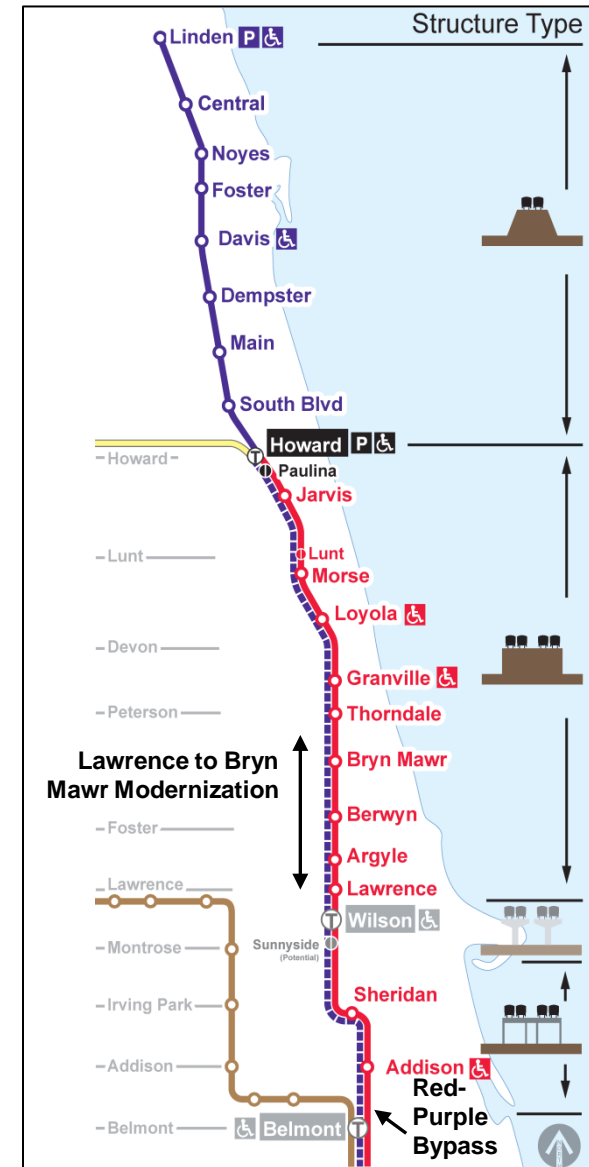 Structure Type
Linden P
Central
Noyes
Foster
Davis
Dempster
Main
South Blvd
Howard P
T
Howard
Paulina
Jarvis
Lunt
Lunt
Morse
Loyola
Devon
Granville
Peterson
Thorndale
Lawrence to Bryn
Mawr Modernization
Bryn Mawr
Berwyn
Foster
Argyle
Lawrence
Lawrence
T
Wilson
Montrose
Sunnyside
(Potential)
Sheridan
Irving Park
Addison
Addison
Red-
Purple
Bypass
Belmont
Belmont
T